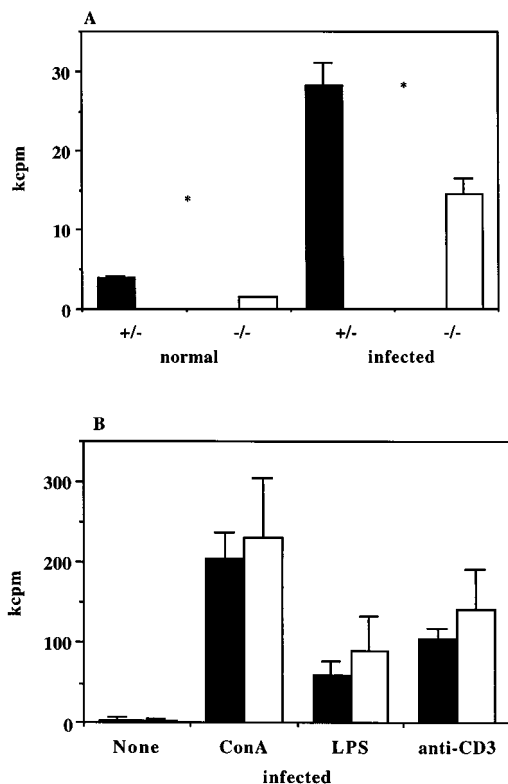 A
30
20
10
0
kcpm
*
*
+/-
-/-
+/-
-/-
normal
infected
B
300
200
100
0
kcpm
None
ConA
LPS
anti-CD3
infected